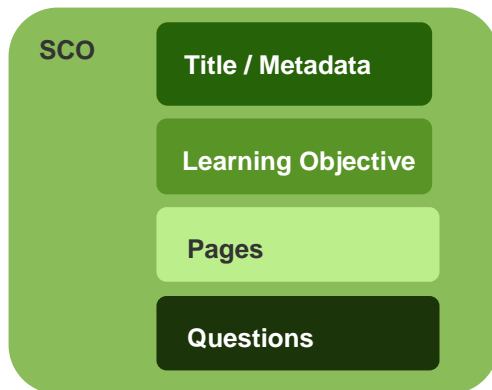 SCO
Title / Metadata
Learning Objective
Pages
Questions